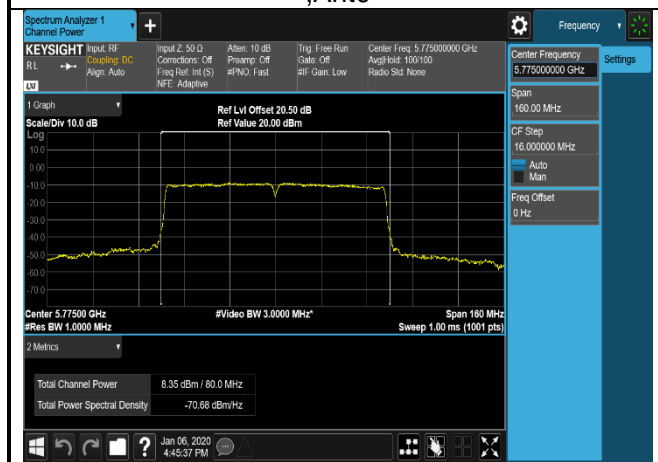 Spectrum Analyzer 1
Channel Power
Frequency
KEYSIGHT
RL
LXI
Input: RF
Coupling: DC
Align: Auto
Input Z: 50 Ω
Corrections: Off
Freq Ref: Int (S)
NFE: Adaptive
Atten: 10 dB
Preamp: Off
#PNO: Fast
Trig: Free Run
Gate: Off
#IF Gain: Low
Center Freq: 5.775000000 GHz
Avg|Hold: 100/100
Radio Std: None
Center Frequency
5.775000000 GHz
Settings
Span
160.00 MHz
CF Step
16.000000 MHz
Auto
Man
Freq Offset
0 Hz
1 Graph
Scale/Div 10.0 dB
Ref Lvl Offset 20.50 dB
Ref Value 20.00 dBm
Log
10.0
0.00
-10.0
-20.0
-30.0
-40.0
-50.0
-60.0
-70.0
Center 5.77500 GHz
#Video BW 3.0000 MHz*
Span 160 MHz
#Res BW 1.0000 MHz
Sweep 1.00 ms (1001 pts)
2 Metrics
Total Channel Power 8.35 dBm / 80.0 MHz
Total Power Spectral Density -70.68 dBm/Hz
?
Jan 06, 2020
4:45:37 PM